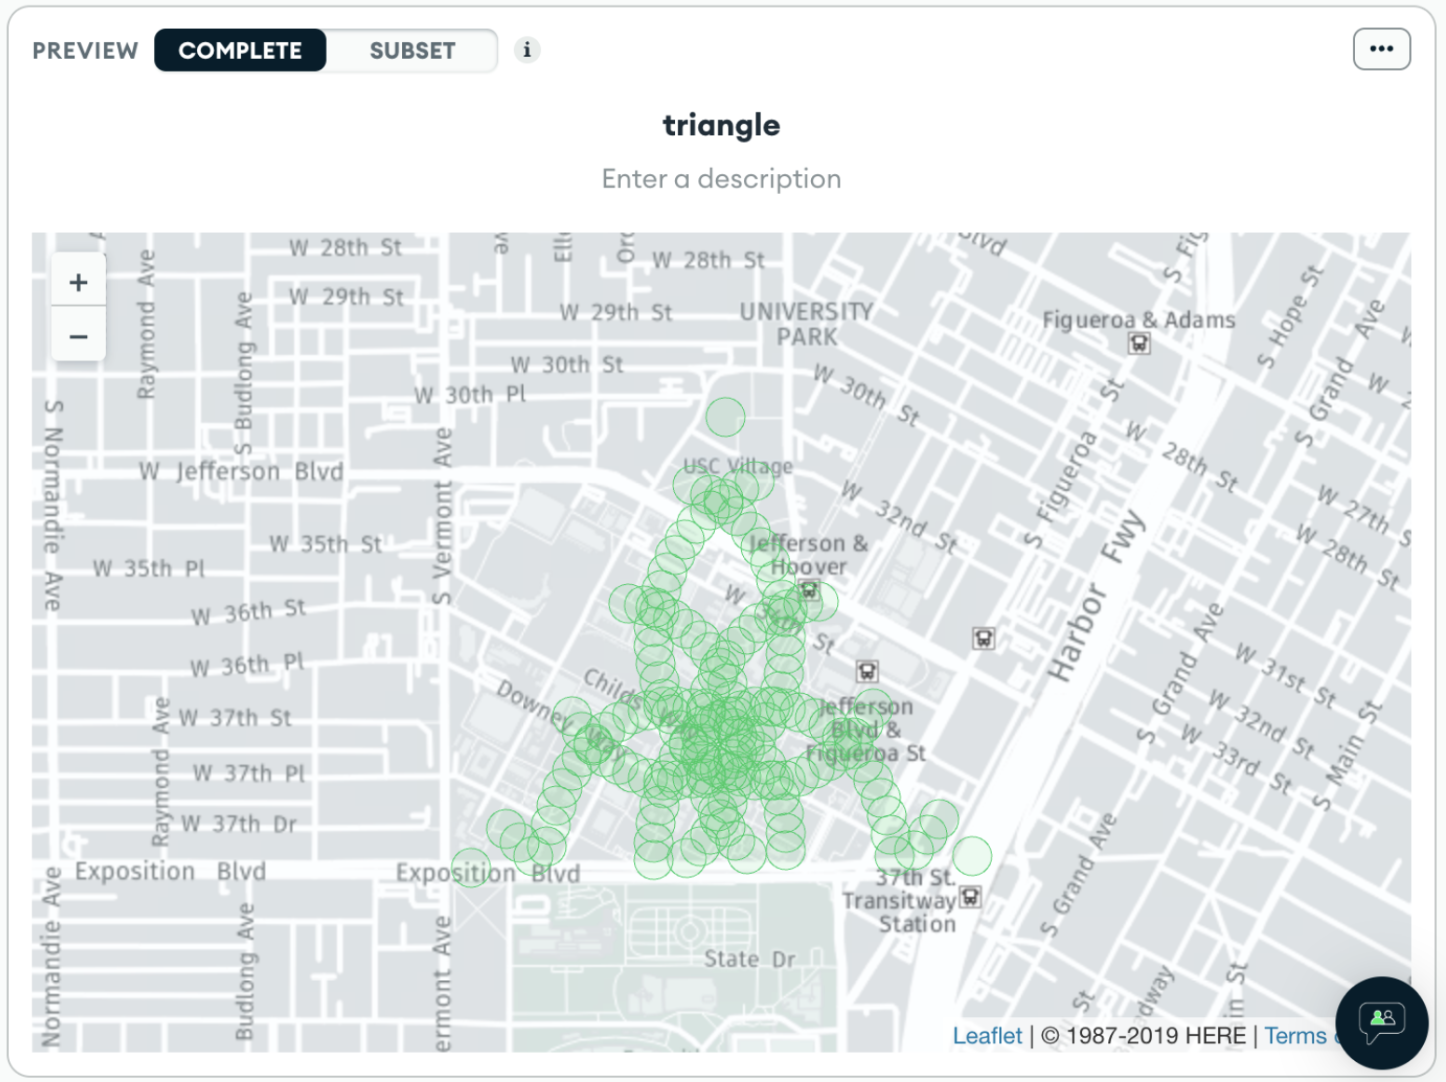 PREVIEW COMPLETE SUBSET i
triangle
Enter a description
+
−
W 28th St
W 28th St
W 29th St
W 29th St
UNIVERSITY
PARK
W 30th St
W 30th Pl
W 30th St
Figueroa & Adams
Raymond Ave
S Budlong Ave
S Hope St
S Grand Ave
S Figueroa St
W 28th St
W 27th S
W 28th St
W Jefferson Blvd
USC Village
S Normandie Ave
S Vermont Ave
W 32nd St
Jefferson &
Hoover
W 34th St
W 35th St
W 35th Pl
W 36th St
W 36th Pl
W 37th St
W 37th Pl
W 37th Dr
Raymond Ave
Childs Way
Downey Way
Jefferson
Blvd &
Figueroa St
Harbor Fwy
S Grand Ave
W 31st St
W 32nd St
W 33rd St
S Main St
Exposition Blvd
Exposition Blvd
37th St.
Transitway
Station
S Grand Ave
Normandie Ave
Budlong Ave
ermont Ave
State Dr
Leaflet | © 1987-2019 HERE | Terms